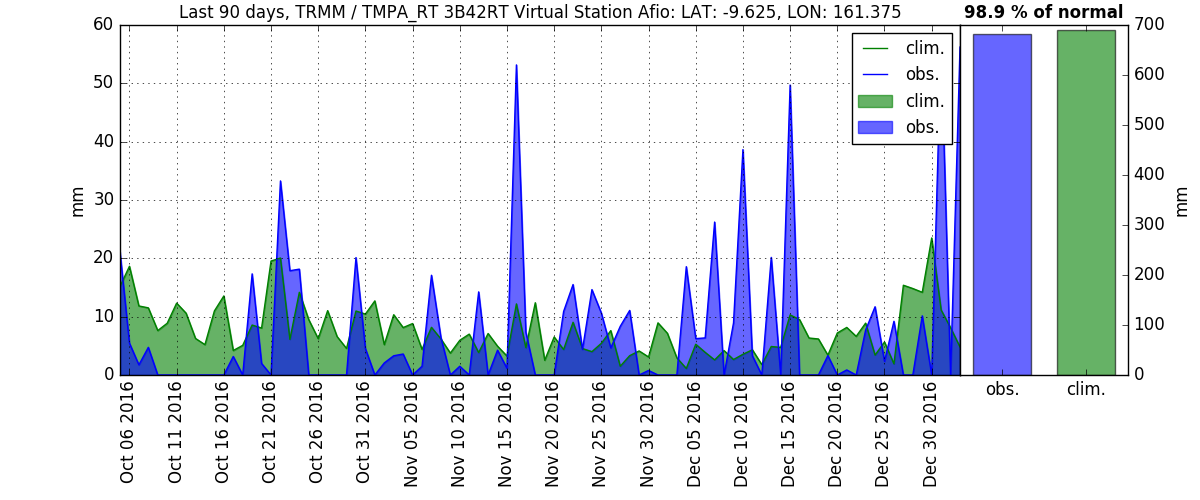 Last 90 days, TRMM / TMPA_RT 3B42RT Virtual Station Afio: LAT: -9.625, LON: 161.375
98.9 % of normal
60
50
40
30
20
10
0
mm
clim.
obs.
clim.
obs.
700
600
500
400
300
200
100
0
mm
obs.
clim.
Oct 06 2016
Oct 11 2016
Oct 16 2016
Oct 21 2016
Oct 26 2016
Oct 31 2016
Nov 05 2016
Nov 10 2016
Nov 15 2016
Nov 20 2016
Nov 25 2016
Nov 30 2016
Dec 05 2016
Dec 10 2016
Dec 15 2016
Dec 20 2016
Dec 25 2016
Dec 30 2016